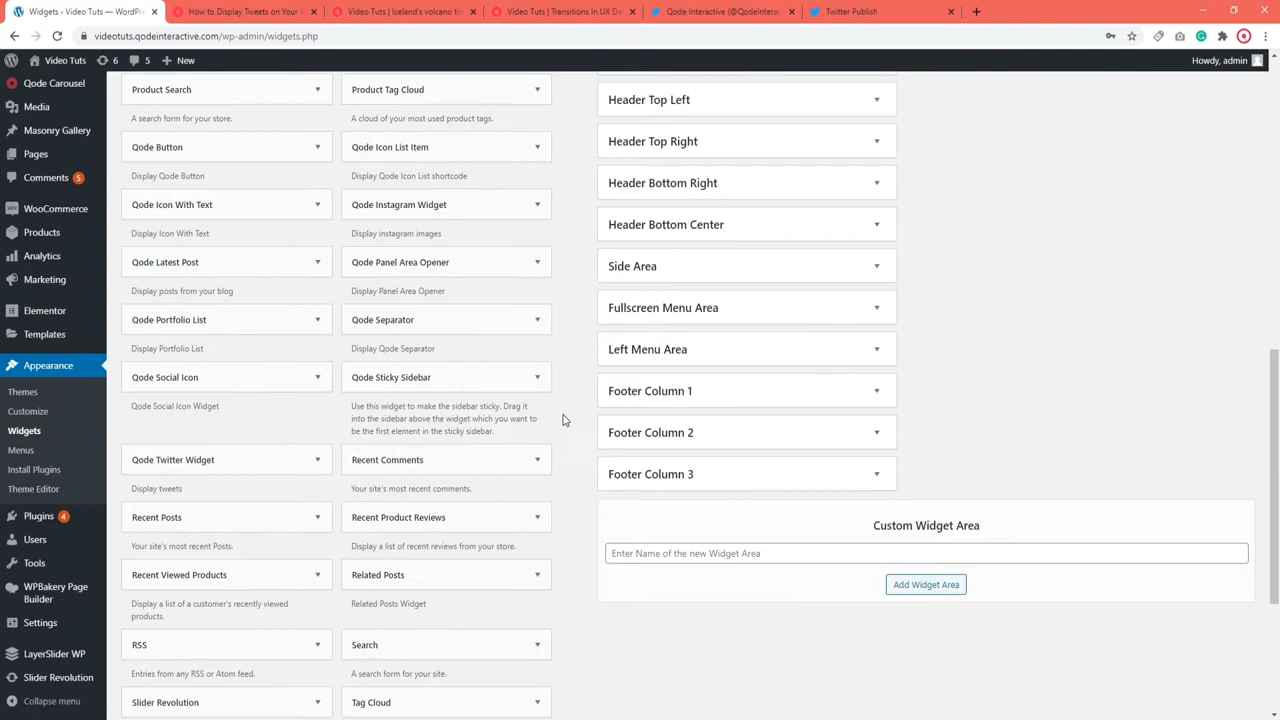 Widgets ‹ Video Tuts — WordPre
How to Display Tweets on Your W
Video Tuts | Iceland's volcano ti
Video Tuts | Transitions In UX De
Qode Interactive (@QodeInterac
Twitter Publish
videotuts.qodeinteractive.com/wp-admin/widgets.php
Video Tuts
6
5
+ New
Howdy, admin
Qode Carousel
Media
Masonry Gallery
Pages
Comments 5
WooCommerce
Products
Analytics
Marketing
Elementor
Templates
Appearance
Themes
Customize
Widgets
Menus
Install Plugins
Theme Editor
Plugins 4
Users
Tools
WPBakery Page
Builder
Settings
LayerSlider WP
Slider Revolution
Collapse menu
Product Search
A search form for your store.
Product Tag Cloud
A cloud of your most used product tags.
Qode Button
Display Qode Button
Qode Icon List Item
Display Qode Icon List shortcode
Qode Icon With Text
Display Icon With Text
Qode Instagram Widget
Display instagram images
Qode Latest Post
Display posts from your blog
Qode Panel Area Opener
Display Panel Area Opener
Qode Portfolio List
Display Portfolio List
Qode Separator
Display Qode Separator
Qode Social Icon
Qode Social Icon Widget
Qode Sticky Sidebar
Use this widget to make the sidebar sticky. Drag it
into the sidebar above the widget which you want to
be the first element in the sticky sidebar.
Qode Twitter Widget
Display tweets
Recent Comments
Your site's most recent comments.
Recent Posts
Your site's most recent Posts.
Recent Product Reviews
Display a list of recent reviews from your store.
Recent Viewed Products
Display a list of a customer's recently viewed
products.
Related Posts
Related Posts Widget
RSS
Entries from any RSS or Atom feed.
Search
A search form for your site.
Slider Revolution
Tag Cloud
Header Top Left
Header Top Right
Header Bottom Right
Header Bottom Center
Side Area
Fullscreen Menu Area
Left Menu Area
Footer Column 1
Footer Column 2
Footer Column 3
Custom Widget Area
Enter Name of the new Widget Area
Add Widget Area